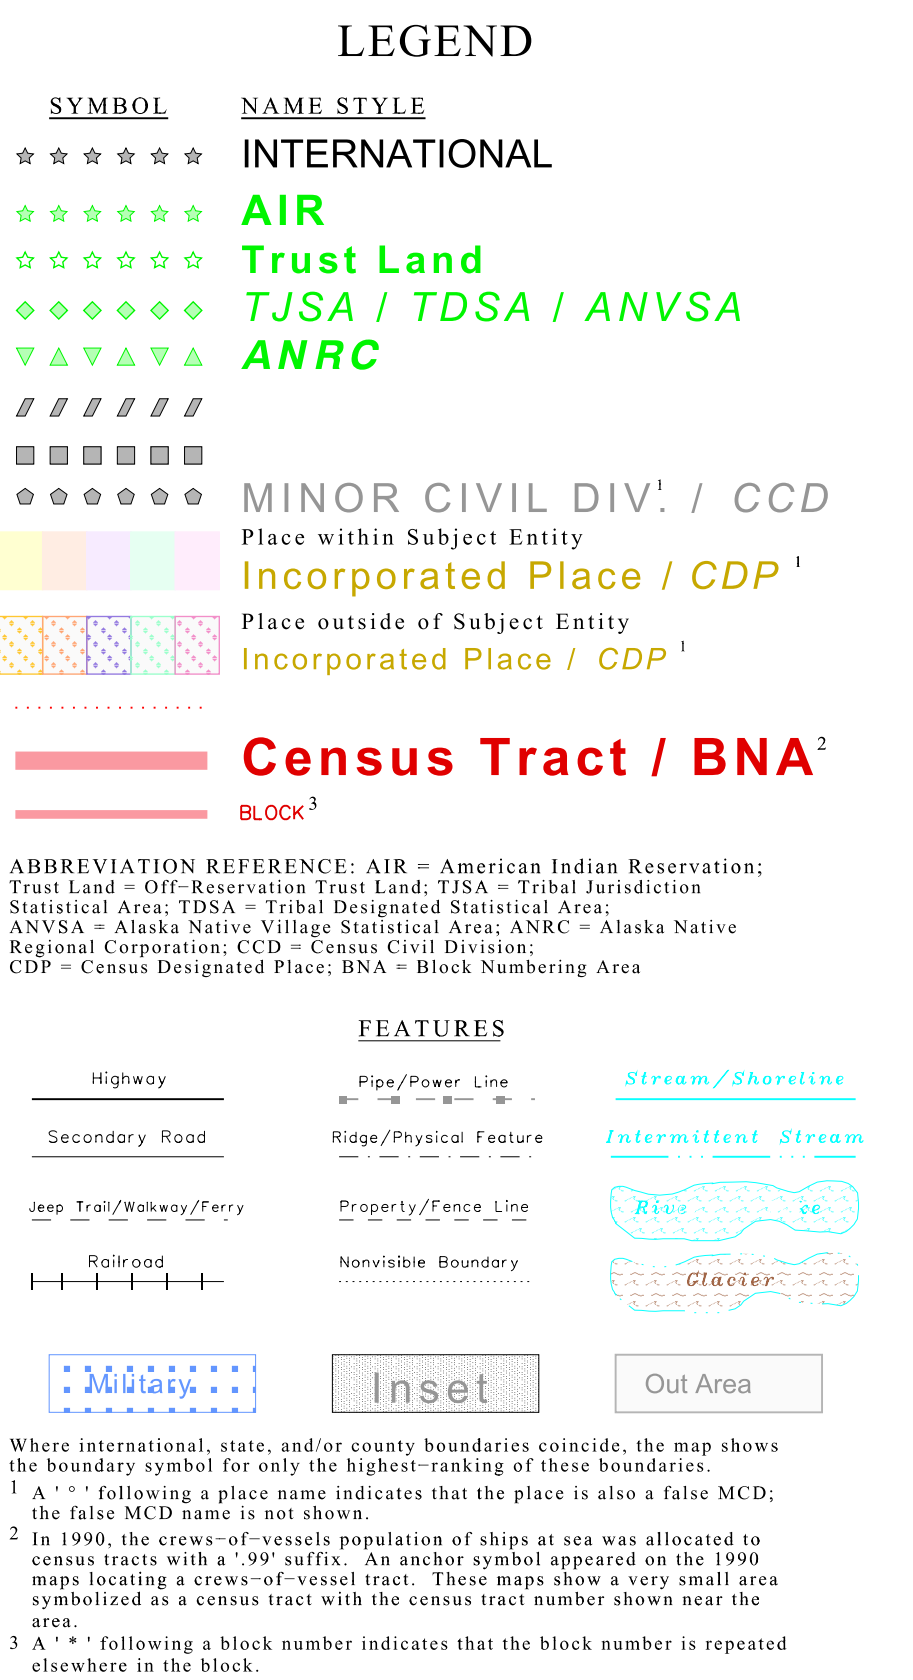 LEGEND
SYMBOL NAME STYLE
INTERNATIONAL
AIR
Trust Land
TJSA / TDSA / ANVSA
ANRC
MINOR CIVIL DIV.¹ / CCD
Place within Subject Entity
Incorporated Place / CDP ¹
Place outside of Subject Entity
Incorporated Place / CDP ¹
Census Tract / BNA²
BLOCK³
ABBREVIATION REFERENCE: AIR = American Indian Reservation;
Trust Land = Off−Reservation Trust Land; TJSA = Tribal Jurisdiction
Statistical Area; TDSA = Tribal Designated Statistical Area;
ANVSA = Alaska Native Village Statistical Area; ANRC = Alaska Native
Regional Corporation; CCD = Census Civil Division;
CDP = Census Designated Place; BNA = Block Numbering Area
FEATURES
Highway
Pipe/Power Line
Stream/Shoreline
Secondary Road
Ridge/Physical Feature
Intermittent Stream
Jeep Trail/Walkway/Ferry
Property/Fence Line
Railroad
Nonvisible Boundary
Glacier
Military
Inset
Out Area
Where international, state, and/or county boundaries coincide, the map shows
the boundary symbol for only the highest−ranking of these boundaries.
1 A ' ° ' following a place name indicates that the place is also a false MCD;
the false MCD name is not shown.
2 In 1990, the crews−of−vessels population of ships at sea was allocated to
census tracts with a '.99' suffix. An anchor symbol appeared on the 1990
maps locating a crews−of−vessel tract. These maps show a very small area
symbolized as a census tract with the census tract number shown near the
area.
3 A ' * ' following a block number indicates that the block number is repeated
elsewhere in the block.